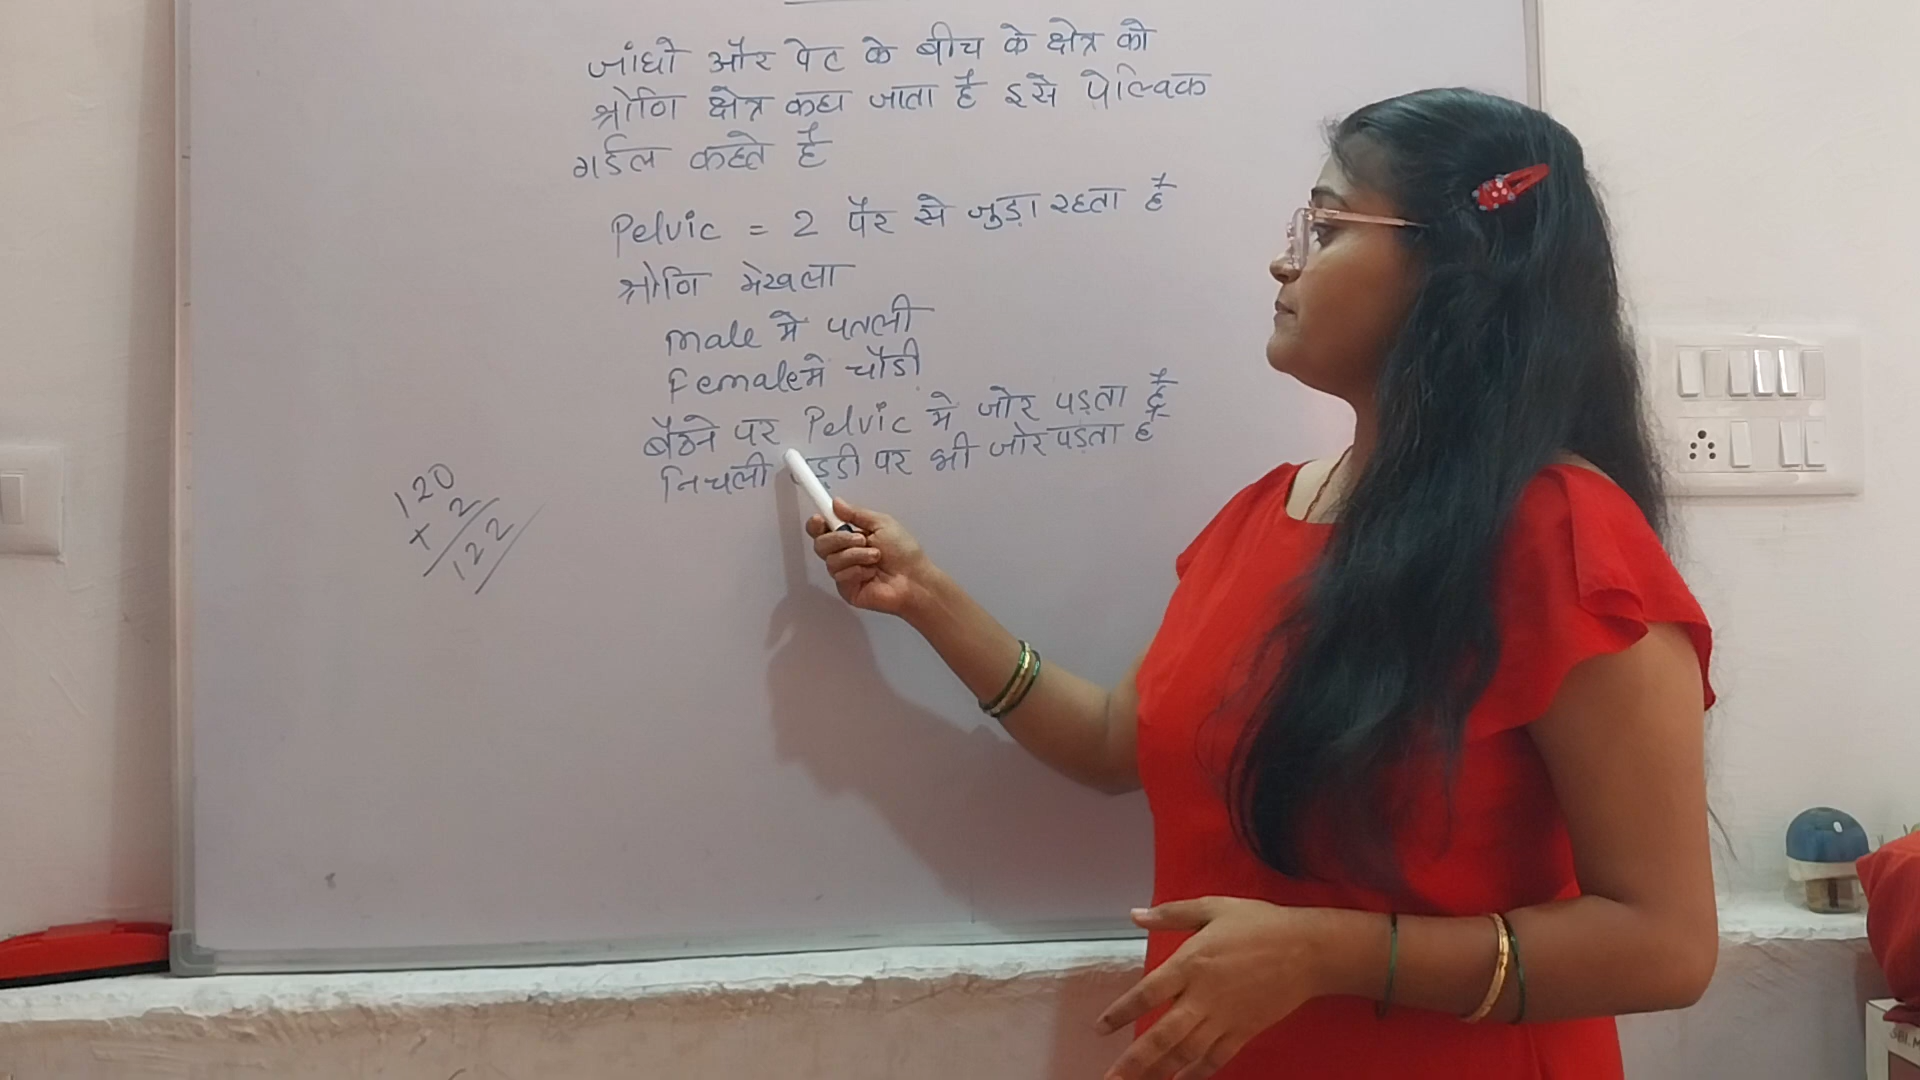 जांघो और पेट के बीच के क्षेत्र को
श्रोणि क्षेत्र कहा जाता है इसे पेल्विक
गर्डल कहते है
Pelvic = 2 पैर से जुड़ा रहता है
श्रोणि मेखला
male मे पतली
Female मे चौडी
बैठने पर Pelvic मे जोर पड़ता है
निचली हड्डी पर भी जोर पड़ता है
120
+ 2
122